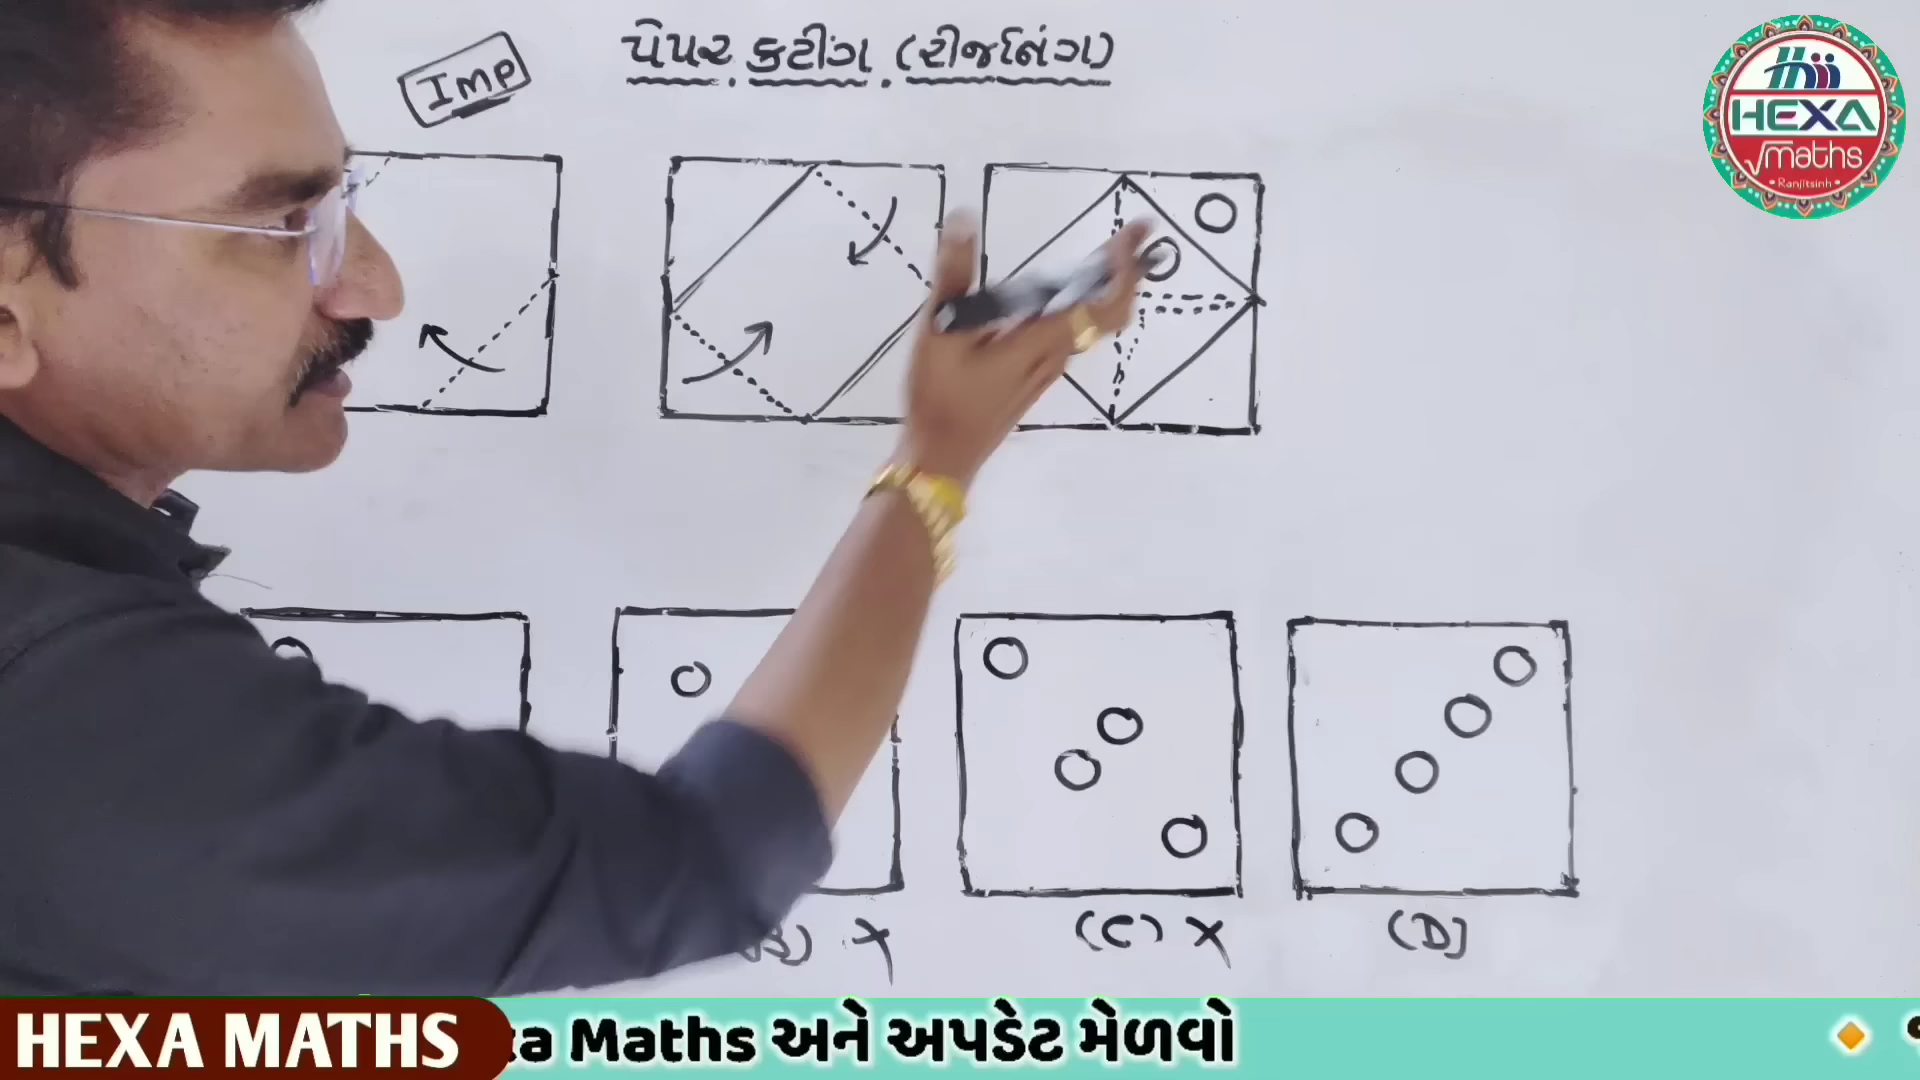 Imp
પેપર કટીંગ (રીઝનિંગ)
HEXA
√maths
• Ranjitsinh •
(B) X
(C) X
(D)
HEXA MATHS
Maths અને અપડેટ મેળવો